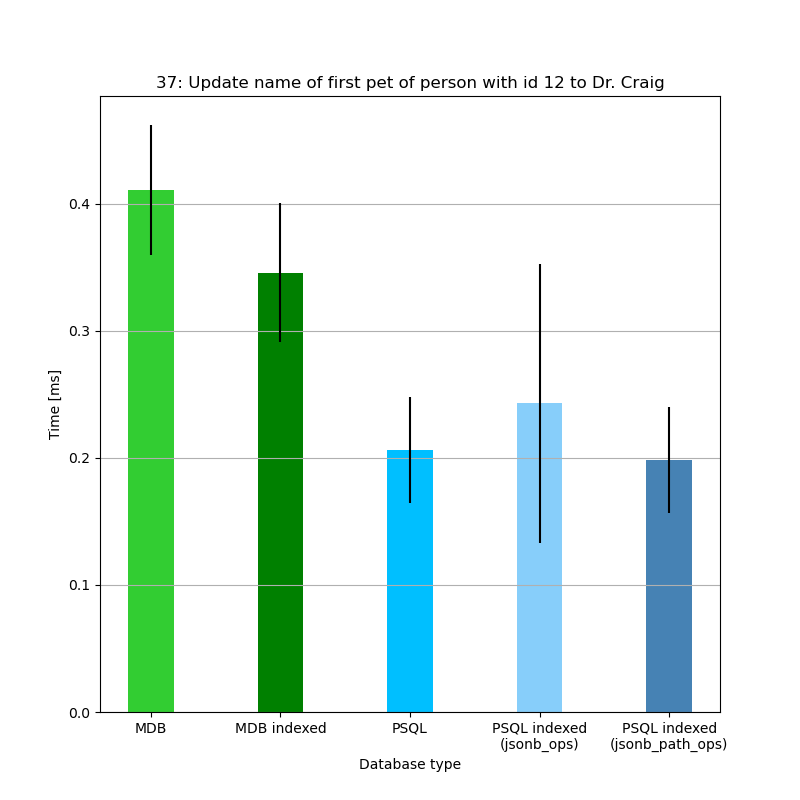 37: Update name of first pet of person with id 12 to Dr. Craig
Time [ms]
0.4
0.3
0.2
0.1
0.0
MDB
MDB indexed
PSQL
PSQL indexed
(jsonb_ops)
PSQL indexed
(jsonb_path_ops)
Database type